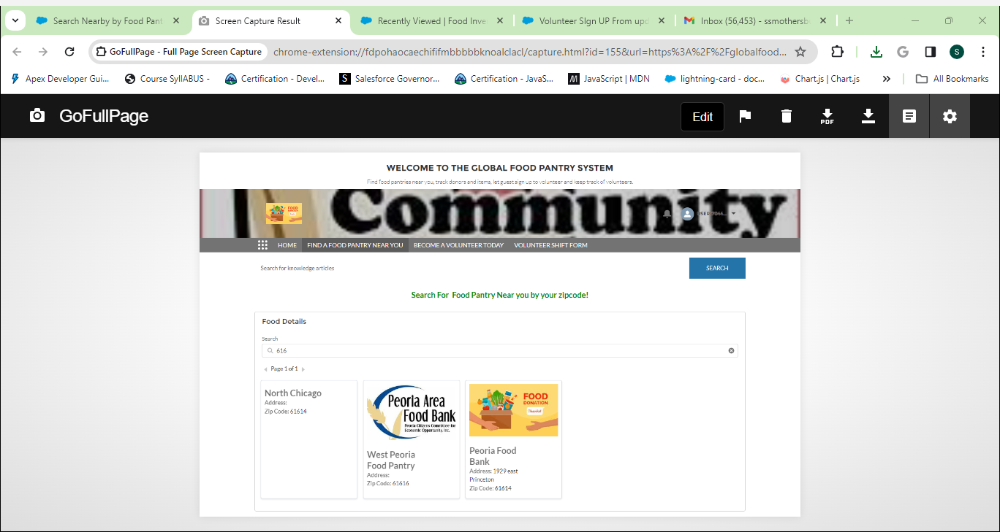 Search Nearby by Food Pant
Screen Capture Result
Recently Viewed | Food Inve
Volunteer SIgn UP From upd
Inbox (56,453) - ssmothersb
GoFullPage - Full Page Screen Capture
chrome-extension://fdpohaocaechififmbbbbbknoalclacl/capture.html?id=155&url=https%3A%2F%2Fglobalfood...
S
Apex Developer Gui...
Course SyllABUS -
Certification - Devel...
S
Salesforce Governor...
Certification - JavaS...
M
JavaScript | MDN
lightning-card - doc...
Chart.js | Chart.js
All Bookmarks
GoFullPage
Edit
PDF
WELCOME TO THE GLOBAL FOOD PANTRY SYSTEM
Find food pantries near you, track donors and items, let guest sign up to volunteer and keep track of volunteers.
Community
FOOD
HOME
FIND A FOOD PANTRY NEAR YOU
BECOME A VOLUNTEER TODAY
VOLUNTEER SHIFT FORM
Search for knowledge articles
SEARCH
Search For Food Pantry Near you by your zipcode!
Food Details
Search
616
Page 1 of 1
North Chicago
Address:
Zip Code: 61614
Peoria Area
Food Bank
Peoria Citizens Committee for
Economic Opportunity, Inc.
West Peoria
Food Pantry
Address:
Zip Code: 61616
FOOD
DONATION
Thanks!
Peoria Food
Bank
Address: 1929 east
Princeton
Zip Code: 61614